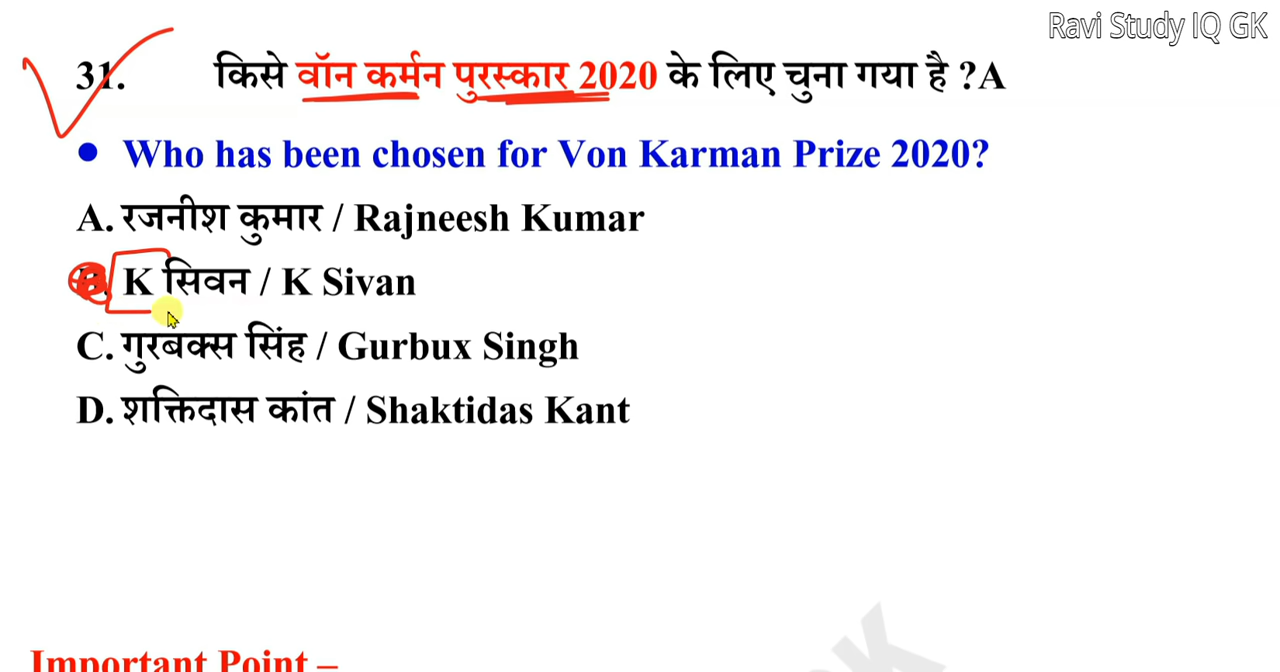 Ravi Study IQ GK
31. किसे वॉन कर्मन पुरस्कार 2020 के लिए चुना गया है ?A
• Who has been chosen for Von Karman Prize 2020?
A. रजनीश कुमार / Rajneesh Kumar
K सिवन / K Sivan
C. गुरबक्स सिंह / Gurbux Singh
D. शक्तिदास कांत / Shaktidas Kant
GK
Important Point –